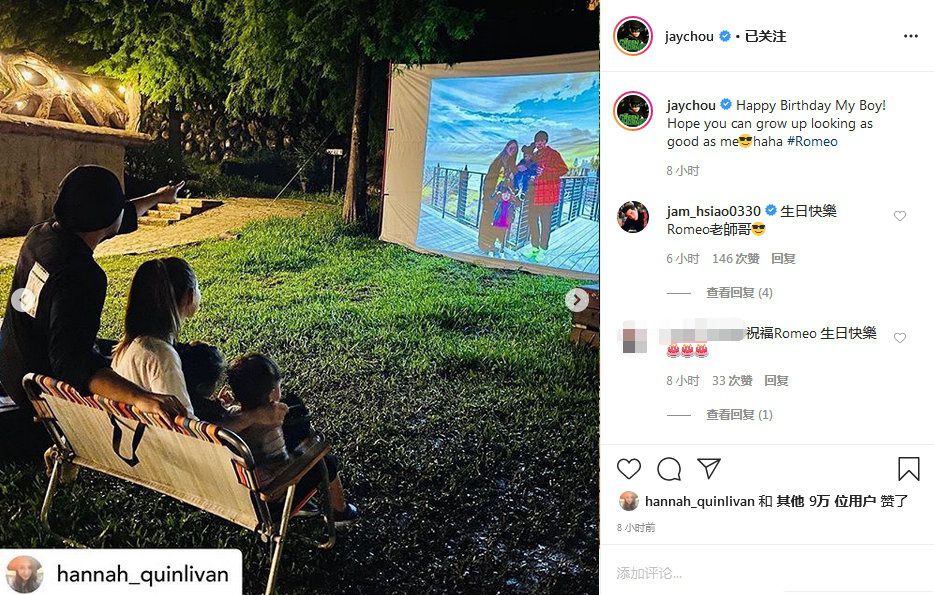 jaychou • 已关注
jaychou Happy Birthday My Boy!
Hope you can grow up looking as
good as me😎haha #Romeo
8 小时
jam_hsiao0330 生日快樂
Romeo老師哥😎
6 小时 146 次赞 回复
查看回复 (4)
祝福Romeo 生日快樂
8 小时 33 次赞 回复
查看回复 (1)
hannah_quinlivan 和 其他 9万 位用户 赞了
8 小时前
添加评论...
hannah_quinlivan